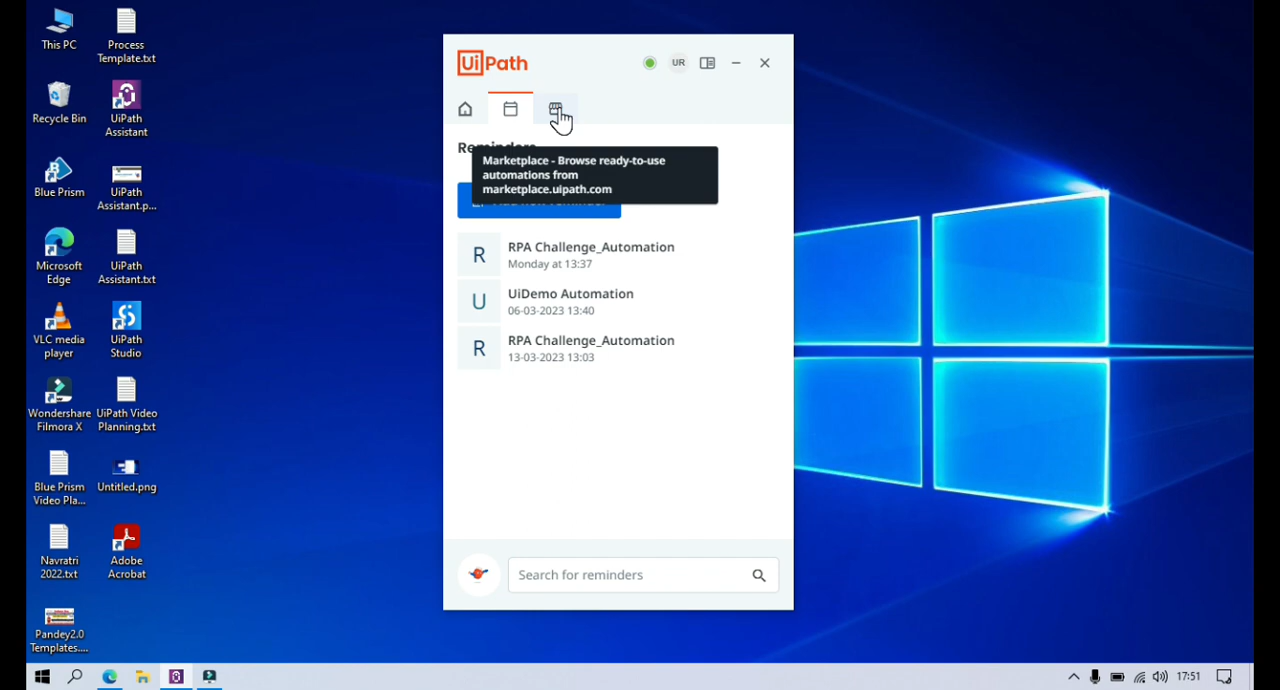 This PC
Process
Template.txt
Recycle Bin
UiPath
Assistant
Blue Prism
UiPath
Assistant.p...
Microsoft
Edge
UiPath
Assistant.txt
VLC media
player
UiPath
Studio
Wondershare
Filmora X
UiPath Video
Planning.txt
Blue Prism
Video Pla...
Untitled.png
Navratri
2022.txt
Adobe
Acrobat
Pandey2.0
Templates....
UiPath
UR
Reminders
Marketplace - Browse ready-to-use
automations from
marketplace.uipath.com
Add new reminder
R
RPA Challenge_Automation
Monday at 13:37
U
UiDemo Automation
06-03-2023 13:40
R
RPA Challenge_Automation
13-03-2023 13:03
Search for reminders
17:51